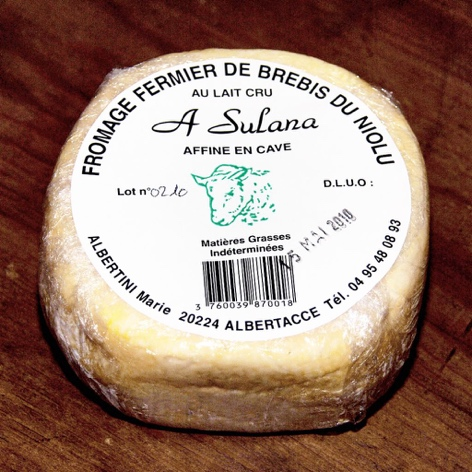 FROMAGE FERMIER DE BREBIS DU NIOLU
AU LAIT CRU
A Sulana
AFFINE EN CAVE
Lot n° 0210
D.L.U.O :
Matières Grasses
Indéterminées
15 MAI 2010
3 760039 870018
ALBERTINI Marie 20224 ALBERTACCE Tél. 04 95 48 08 93